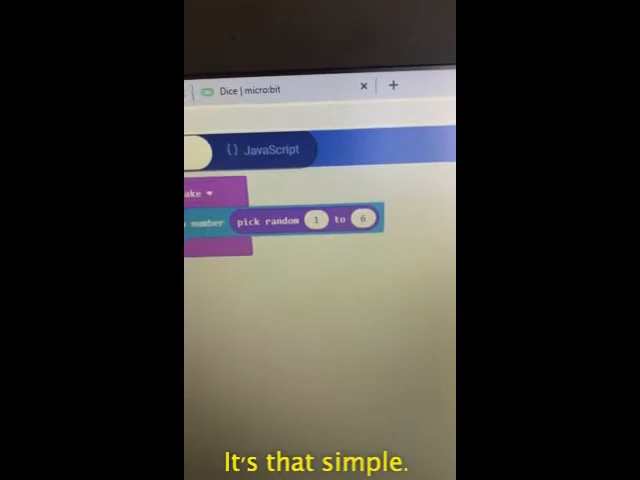 Dice | micro:bit
{} JavaScript
ake
number pick random 1 to 6
It's that simple.